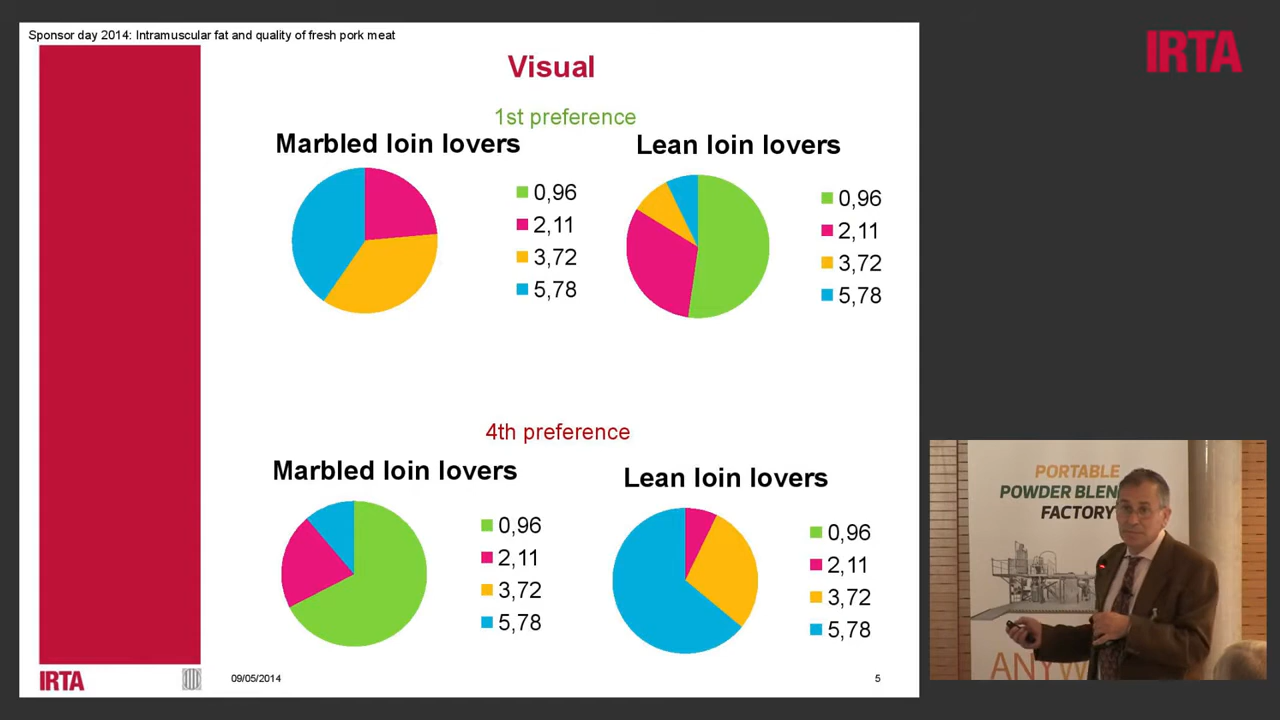 Sponsor day 2014: Intramuscular fat and quality of fresh pork meat
IRTA
Visual
1st preference
Marbled loin lovers
0,96
2,11
3,72
5,78
Lean loin lovers
0,96
2,11
3,72
5,78
4th preference
Marbled loin lovers
0,96
2,11
3,72
5,78
Lean loin lovers
0,96
2,11
3,72
5,78
IRTA
09/05/2014
5
PORTABLE
POWDER BLEN
FACTORY
ANYW